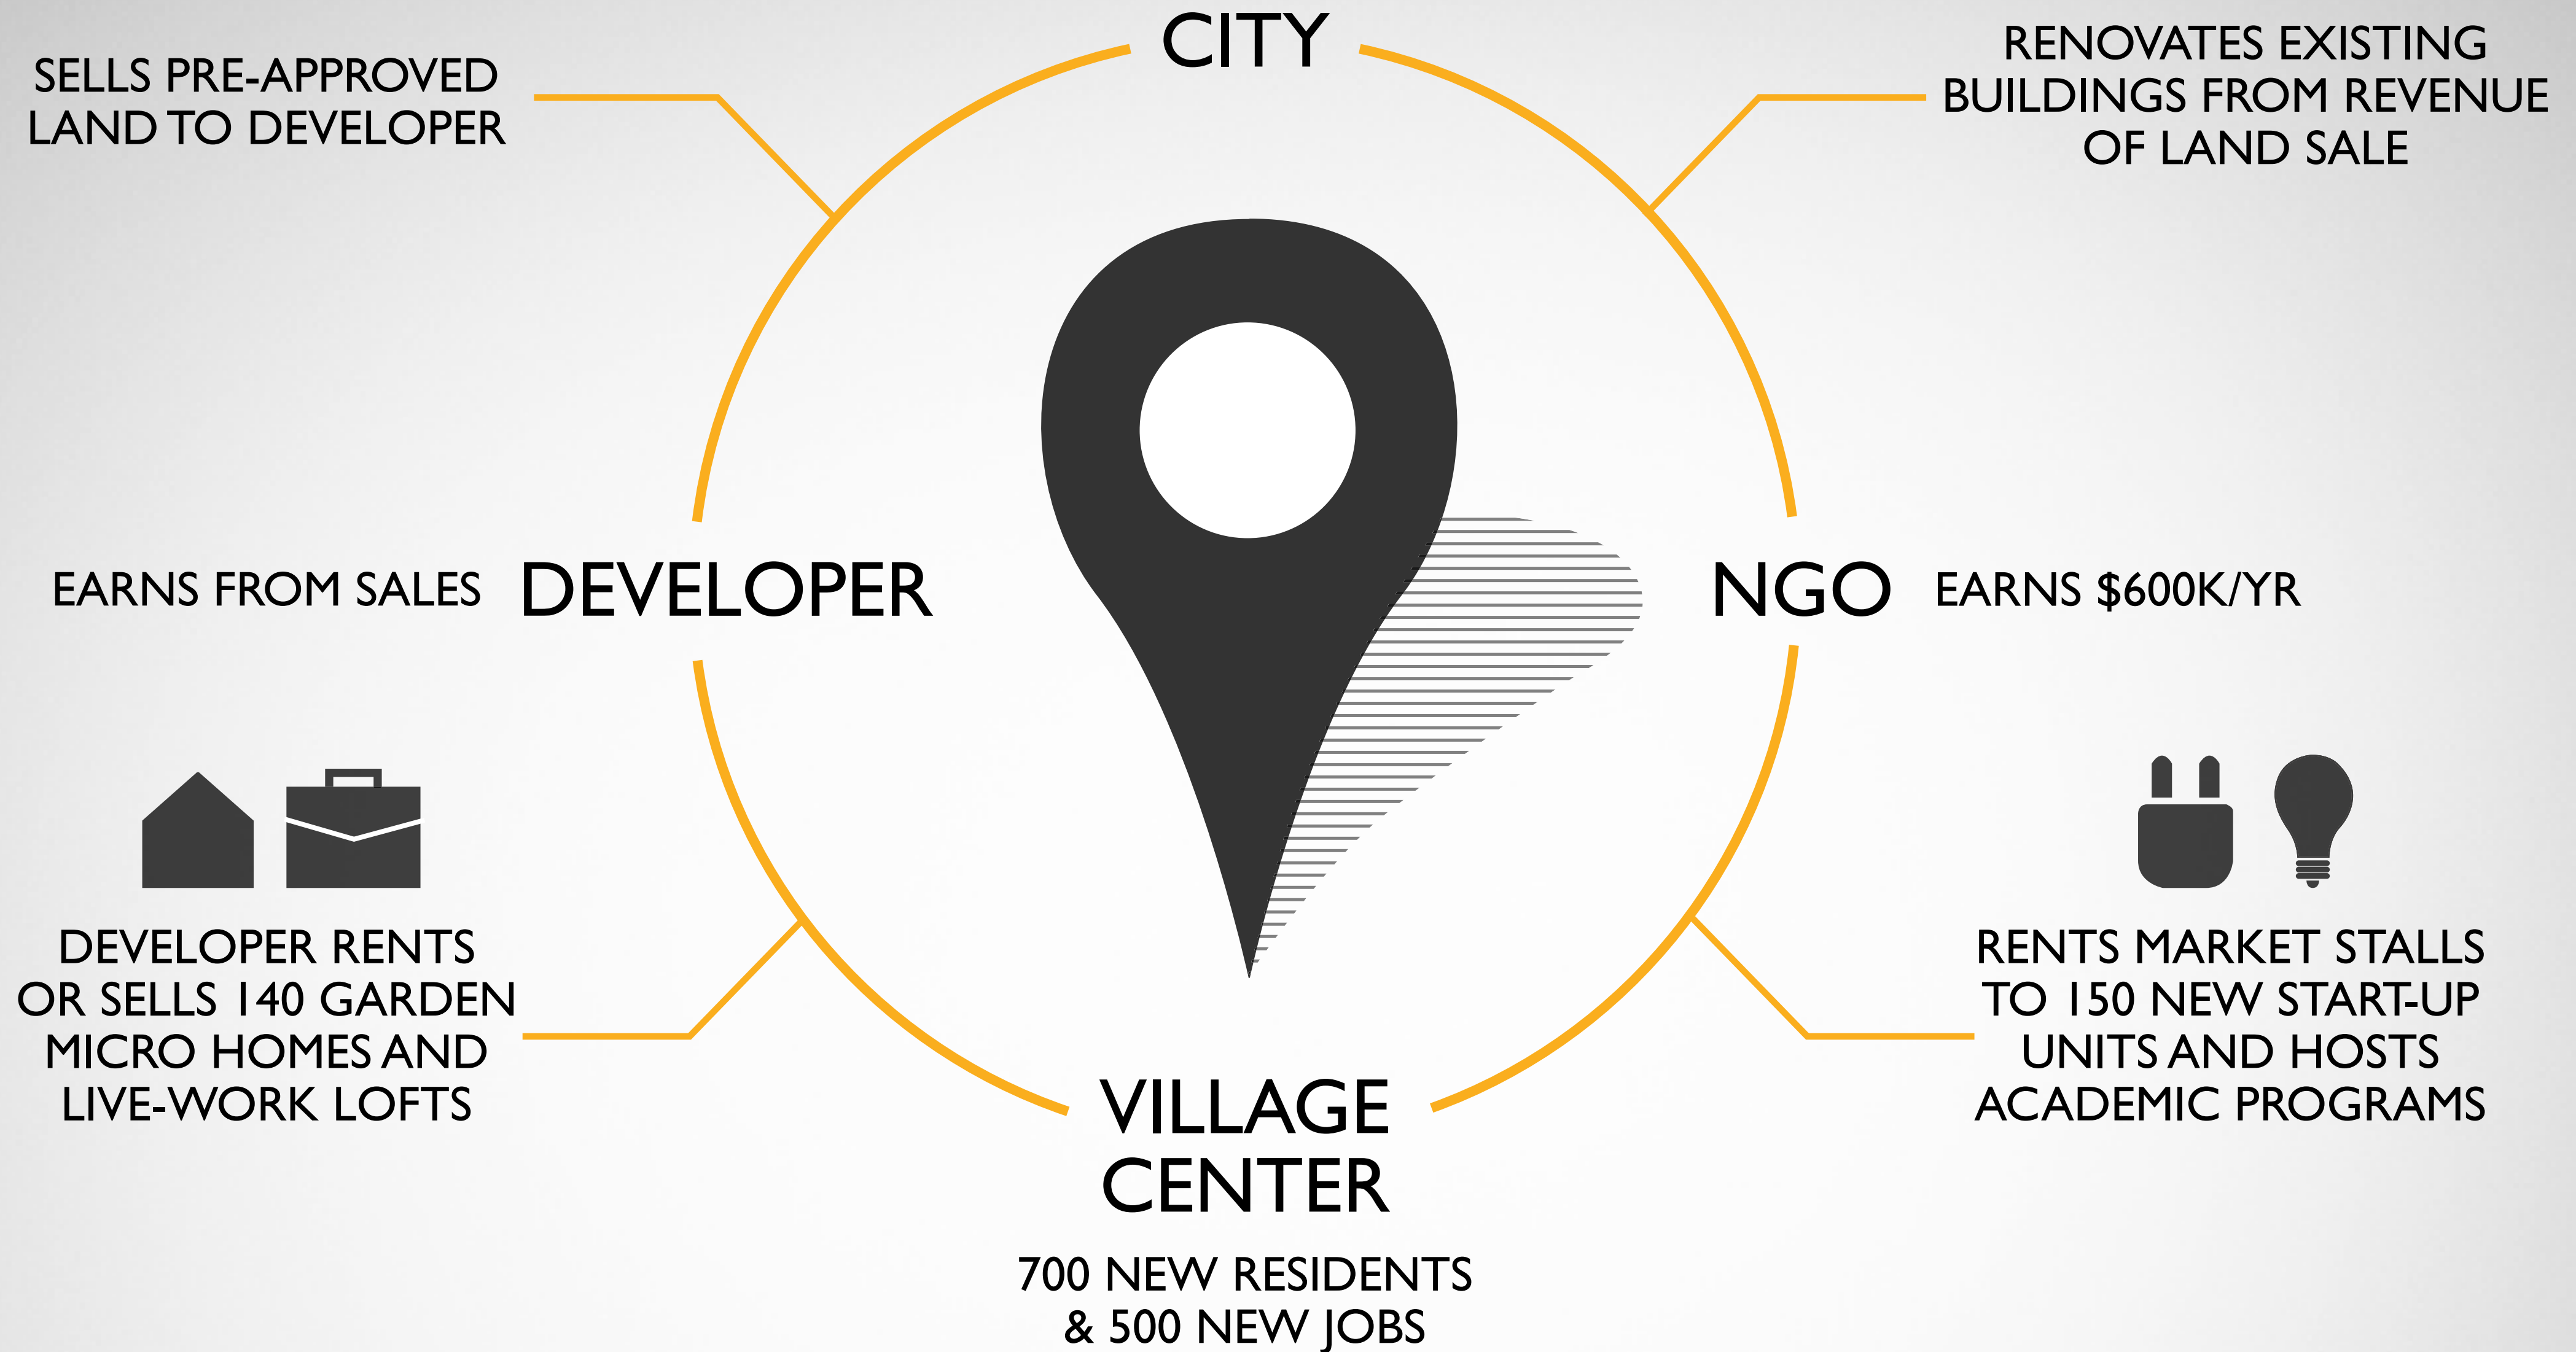 CITY
SELLS PRE-APPROVED
LAND TO DEVELOPER
RENOVATES EXISTING
BUILDINGS FROM REVENUE
OF LAND SALE
EARNS FROM SALES
DEVELOPER
NGO
EARNS $600K/YR
DEVELOPER RENTS
OR SELLS 140 GARDEN
MICRO HOMES AND
LIVE-WORK LOFTS
RENTS MARKET STALLS
TO 150 NEW START-UP
UNITS AND HOSTS
ACADEMIC PROGRAMS
VILLAGE
CENTER
700 NEW RESIDENTS
& 500 NEW JOBS